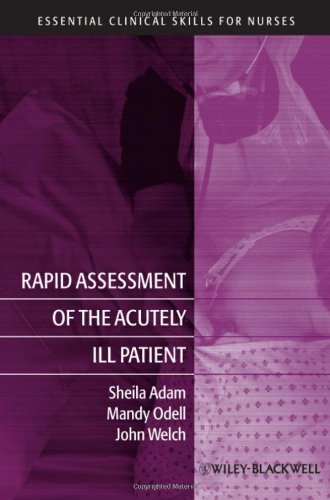 ESSENTIAL CLINICAL SKILLS FOR NURSES
RAPID ASSESSMENT
OF THE ACUTELY
ILL PATIENT
Sheila Adam
Mandy Odell
John Welch
WILEY-BLACKWELL